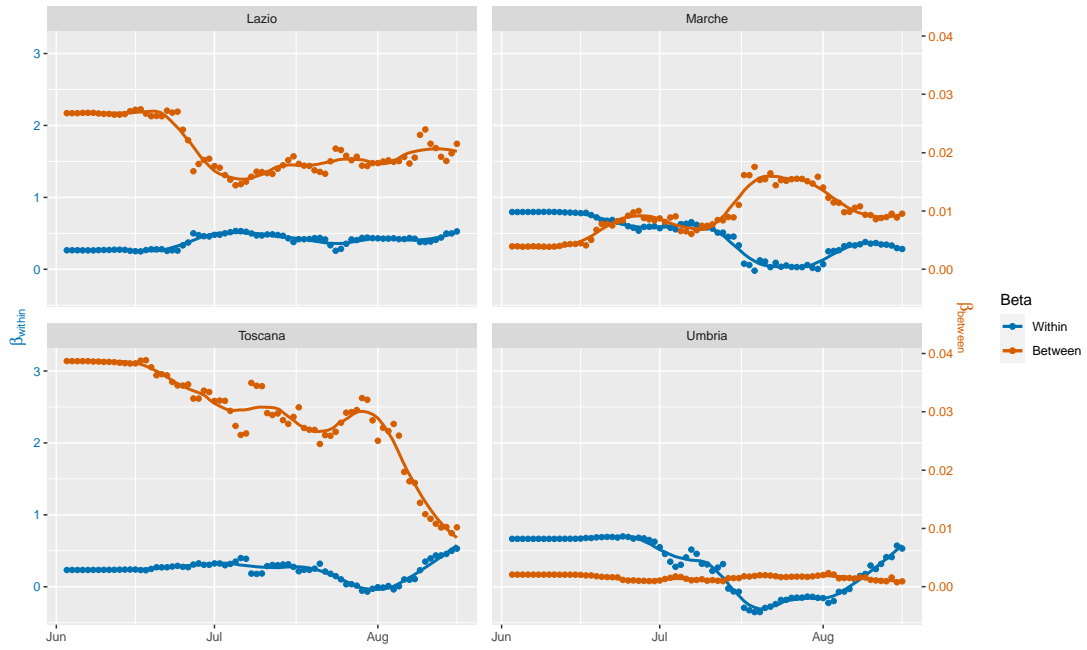 Lazio
Marche
3
2
1
0
0.04
0.03
0.02
0.01
0.00
βwithin
βbetween
Toscana
Umbria
3
2
1
0
0.04
0.03
0.02
0.01
0.00
Jun
Jul
Aug
Jun
Jul
Aug
Beta
Within
Between